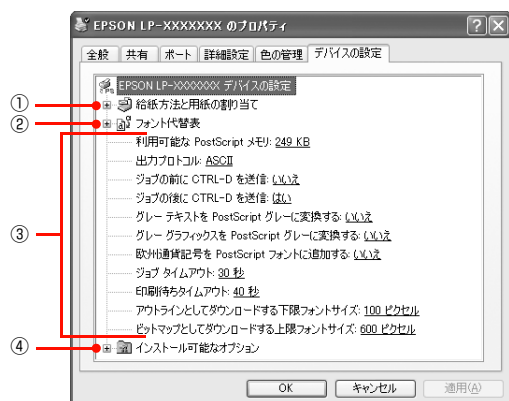 EPSON LP-XXXXXXX のプロパティ
全般 共有 ポート 詳細設定 色の管理 デバイスの設定
EPSON LP-XXXXXXX デバイスの設定
① 給紙方法と用紙の割り当て
② フォント代替表
利用可能な PostScript メモリ: 249 KB
出力プロトコル: ASCII
ジョブの前に CTRL-D を送信: いいえ
ジョブの後に CTRL-D を送信: はい
グレー テキストを PostScript グレーに変換する: いいえ
③ グレー グラフィックスを PostScript グレーに変換する: いいえ
欧州通貨記号を PostScript フォントに追加する: いいえ
ジョブ タイムアウト: 30 秒
印刷待ちタイムアウト: 40 秒
アウトラインとしてダウンロードする下限フォントサイズ: 100 ピクセル
ビットマップとしてダウンロードする上限フォントサイズ: 600 ピクセル
④ インストール可能なオプション
OK キャンセル 適用(A)